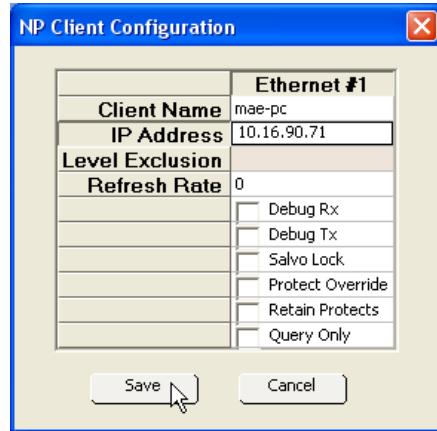 NP Client Configuration
Ethernet #1
Client Name mae-pc
IP Address 10.16.90.71
Level Exclusion
Refresh Rate 0
Debug Rx
Debug Tx
Salvo Lock
Protect Override
Retain Protects
Query Only
Save Cancel